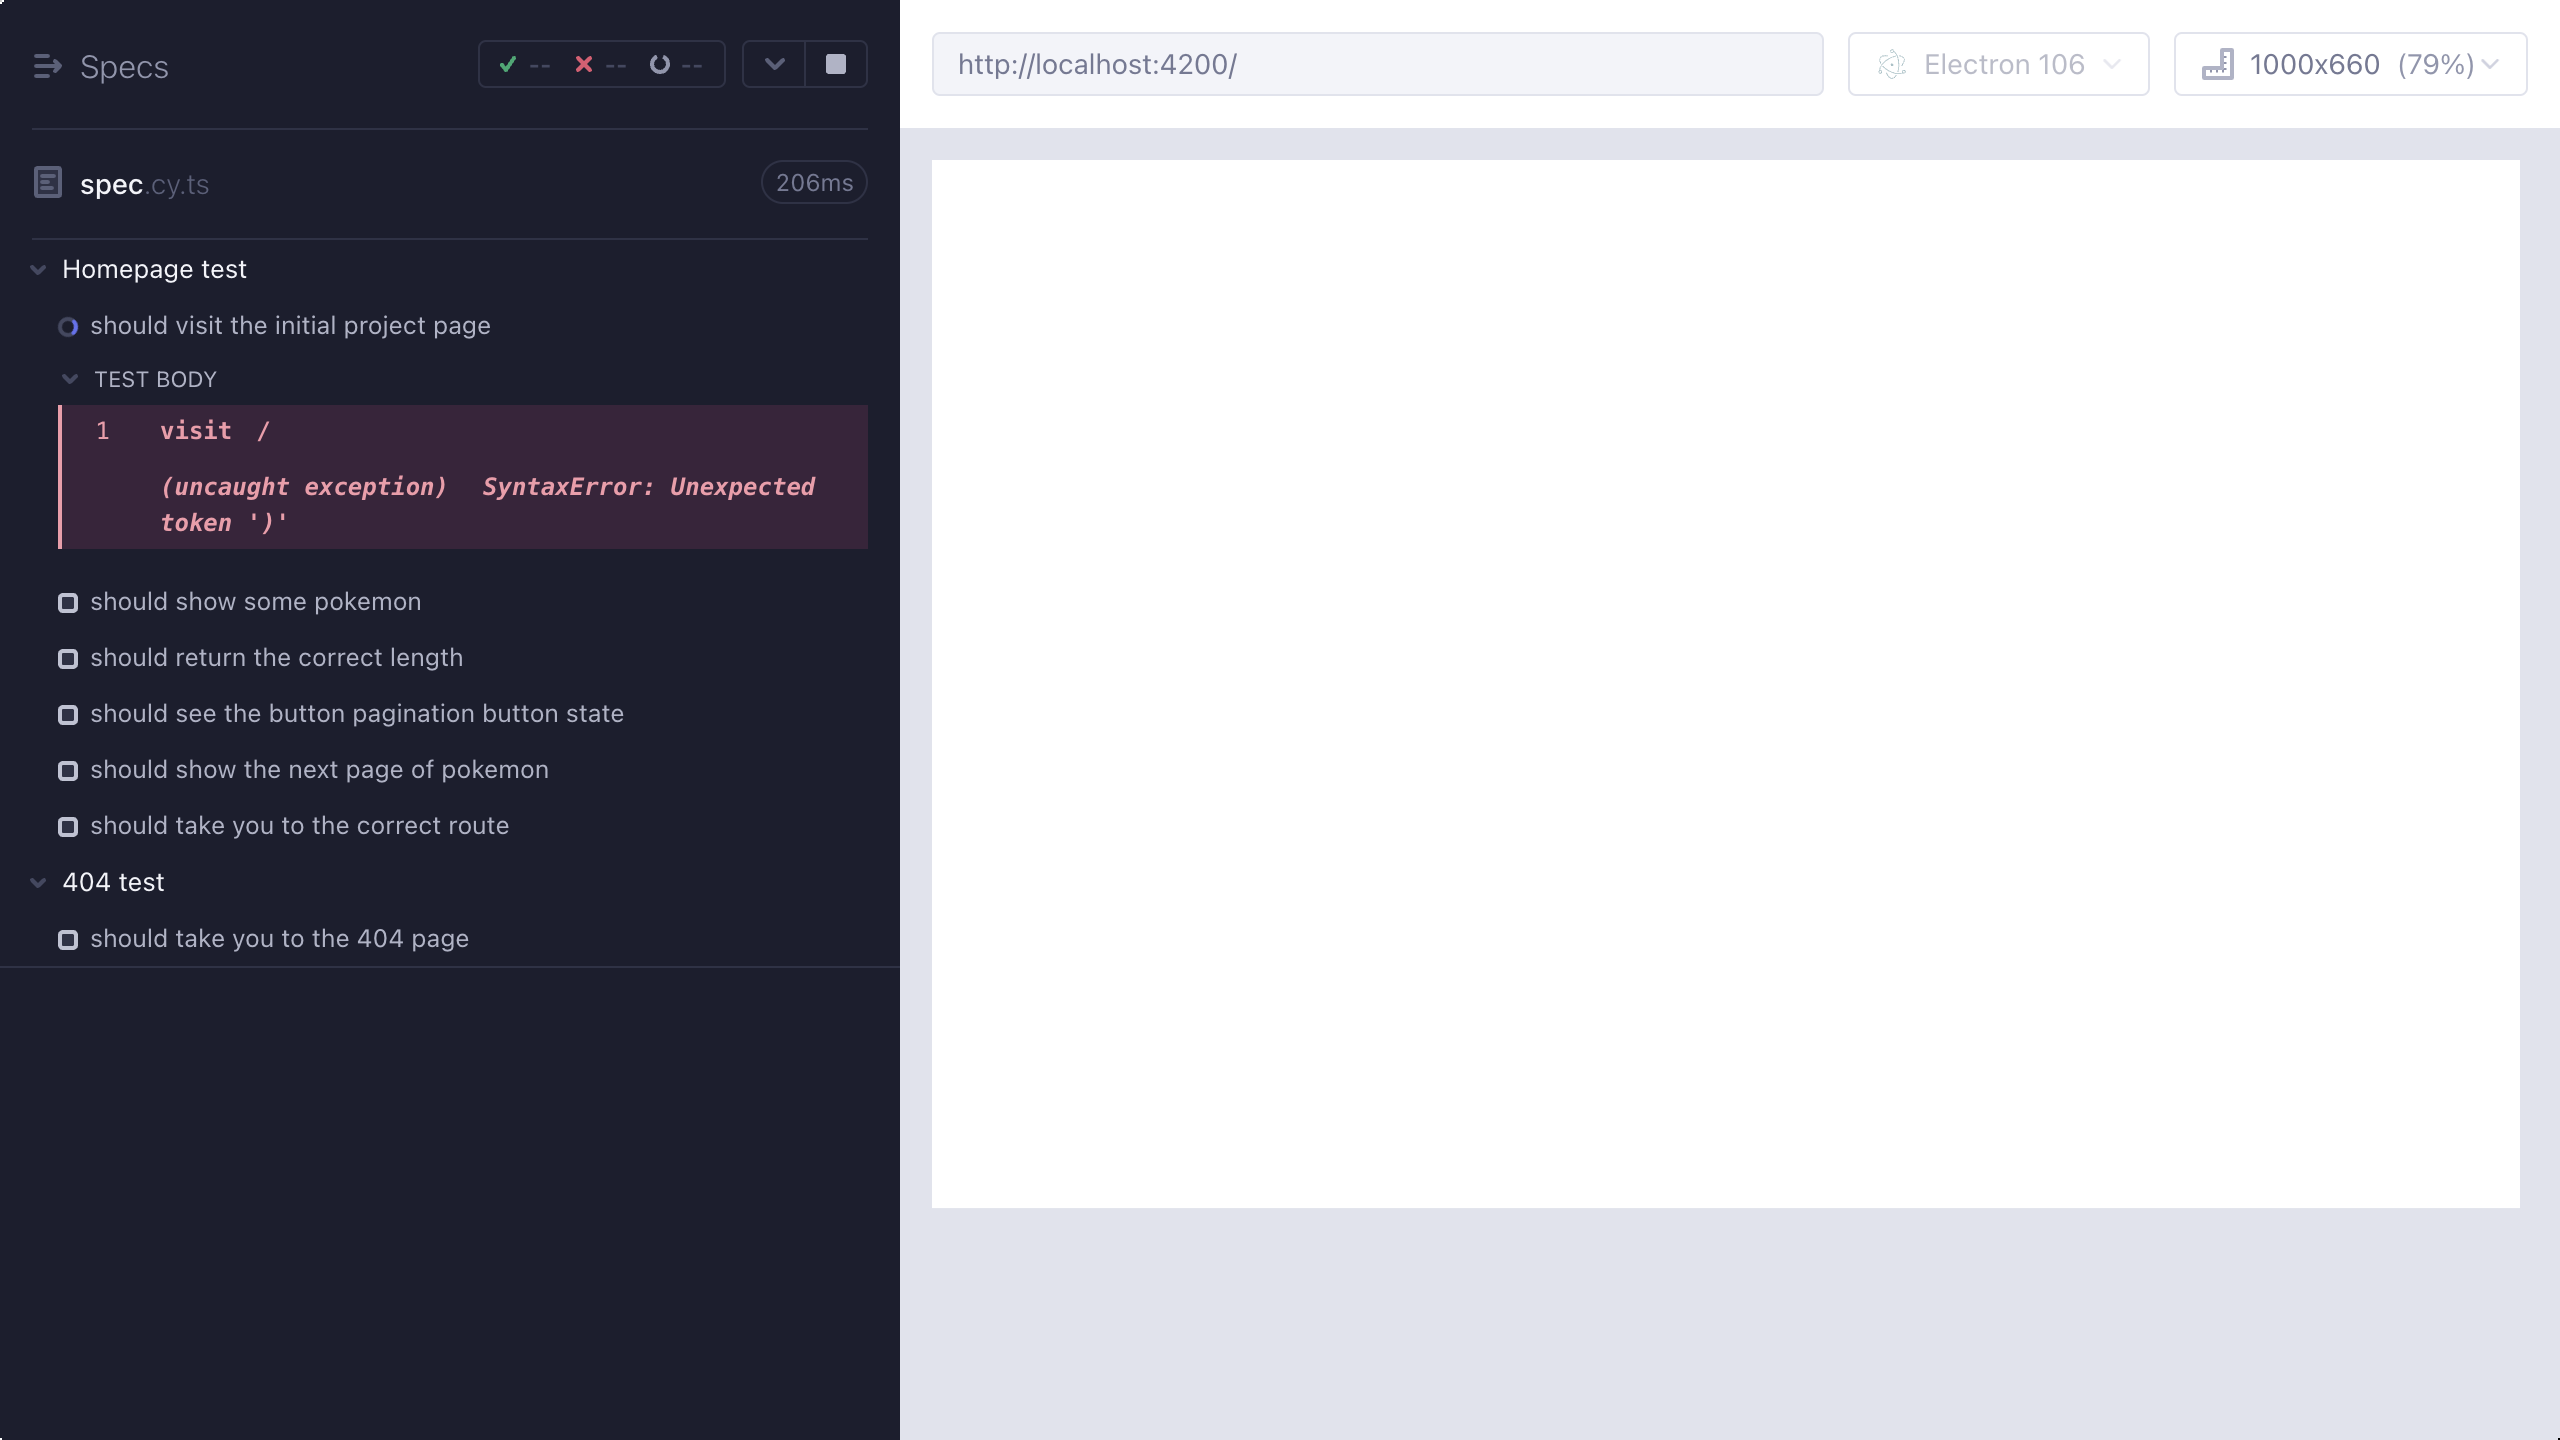 Specs
-- -- --
spec.cy.ts
206ms
Homepage test
should visit the initial project page
TEST BODY
1 visit /
(uncaught exception) SyntaxError: Unexpected
token ')'
should show some pokemon
should return the correct length
should see the button pagination button state
should show the next page of pokemon
should take you to the correct route
404 test
should take you to the 404 page
http://localhost:4200/
Electron 106
1000x660 (79%)